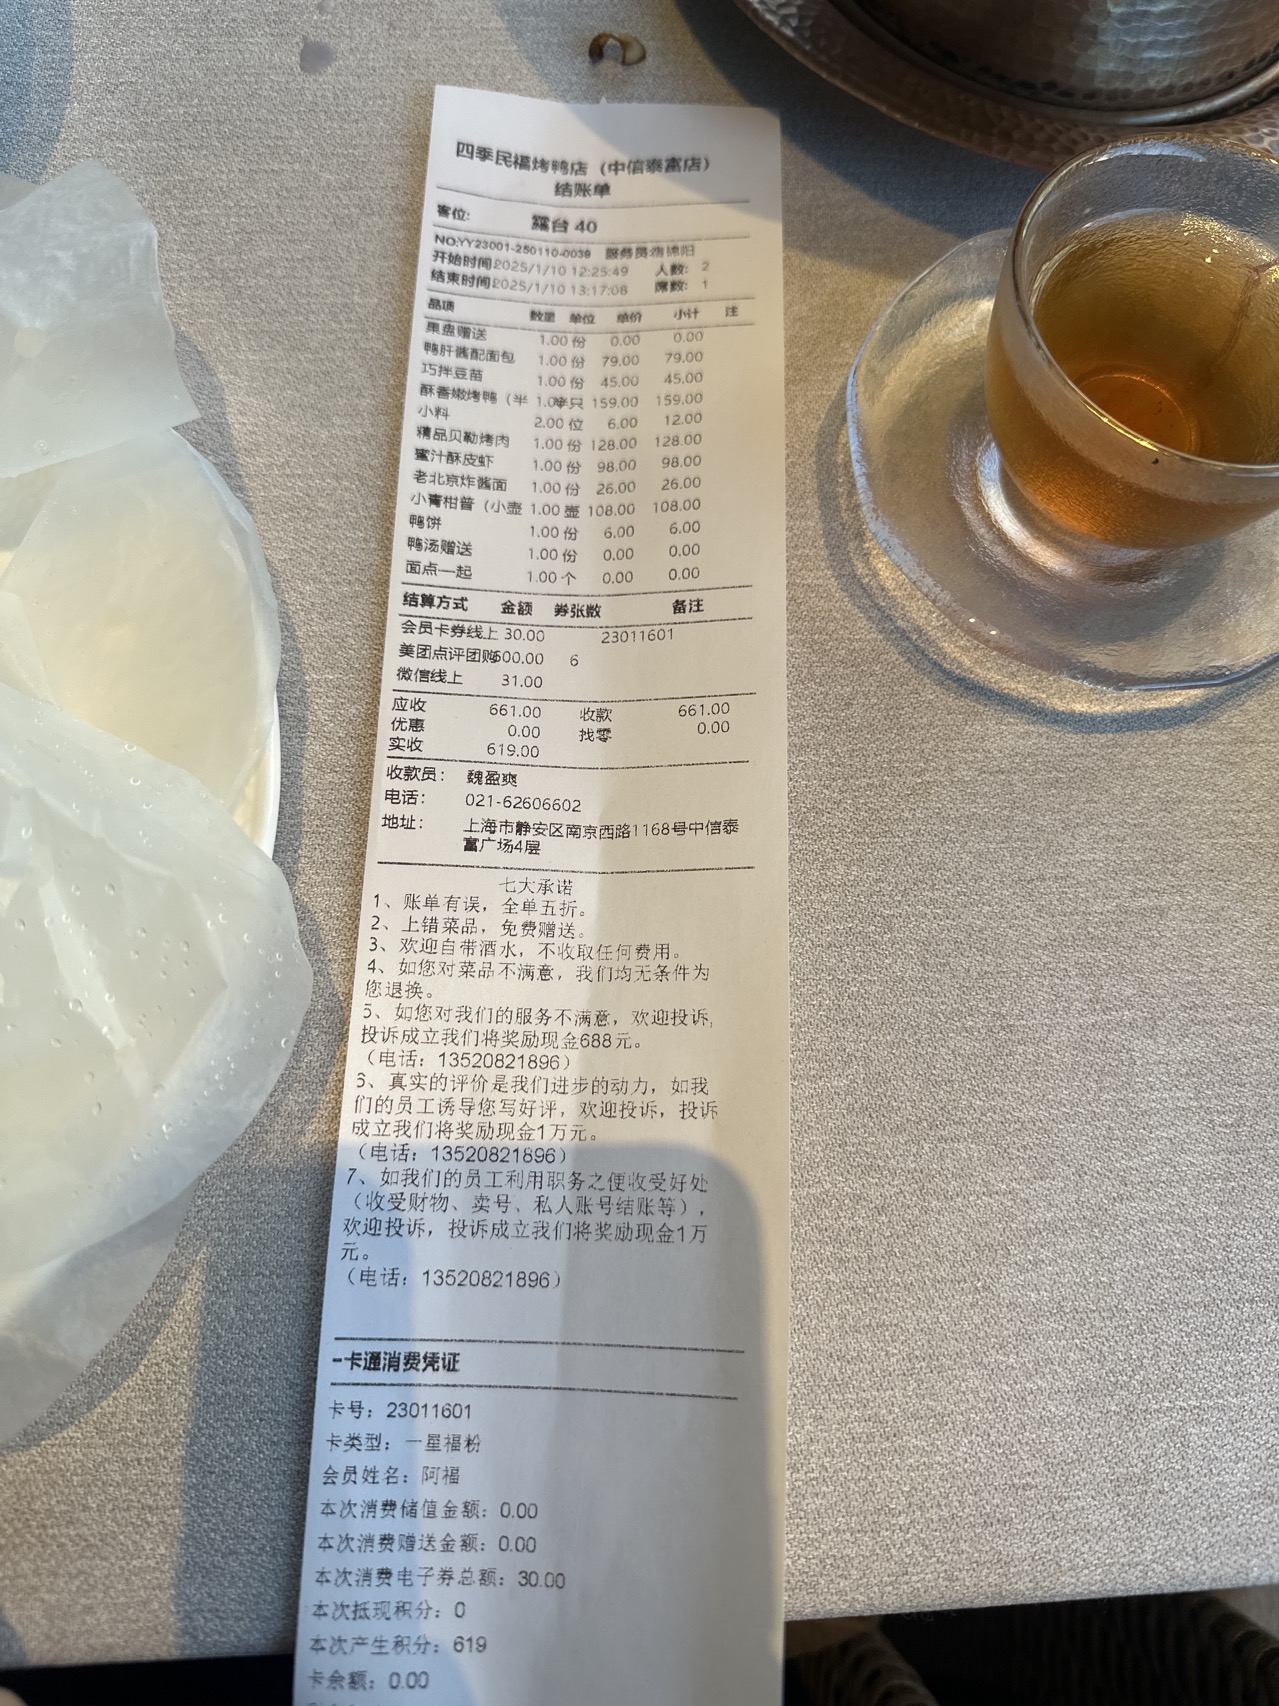 四季民福烤鸭店（中信泰富店）
结账单
客位： 露台 40
NO:YY23001-250110-0039 服务员:
开始时间:2025/1/10 12:25:49 人数： 2
结束时间:2025/1/10 13:17:08 席数： 1
品项 数量 单位 单价 小计 注
果盘赠送 1.00 份 0.00 0.00
鸭肝酱配面包 1.00 份 79.00 79.00
巧拌豆苗 1.00 份 45.00 45.00
酥香嫩烤鸭（半 1.0 只 159.00 159.00
小料 2.00 位 6.00 12.00
精品贝勒烤肉 1.00 份 128.00 128.00
蜜汁酥皮虾 1.00 份 98.00 98.00
老北京炸酱面 1.00 份 26.00 26.00
小青柑普（小壶 1.00 壶 108.00 108.00
鸭饼 1.00 份 6.00 6.00
鸭汤赠送 1.00 份 0.00 0.00
面点一起 1.00 个 0.00 0.00
结算方式 金额 券张数 备注
会员卡券线上 30.00 23011601
美团点评团购600.00 6
微信线上 31.00
应收 661.00 收款 661.00
优惠 0.00 找零 0.00
实收 619.00
收款员： 魏盈爽
电话： 021-62606602
地址： 上海市静安区南京西路1168号中信泰
富广场4层
七大承诺
1、账单有误，全单五折。
2、上错菜品，免费赠送。
3、欢迎自带酒水，不收取任何费用。
4、如您对菜品不满意，我们均无条件为
您退换。
5、如您对我们的服务不满意，欢迎投诉，
投诉成立我们将奖励现金688元。
（电话：13520821896）
6、真实的评价是我们进步的动力，如我
们的员工诱导您写好评，欢迎投诉，投诉
成立我们将奖励现金1万元。
（电话：13520821896）
7、如我们的员工利用职务之便收受好处
（收受财物、卖号、私人账号结账等），
欢迎投诉，投诉成立我们将奖励现金1万
元。
（电话：13520821896）
一卡通消费凭证
卡号：23011601
卡类型：一星福粉
会员姓名：阿福
本次消费储值金额：0.00
本次消费赠送金额：0.00
本次消费电子券总额：30.00
本次抵现积分：0
本次产生积分：619
卡余额：0.00